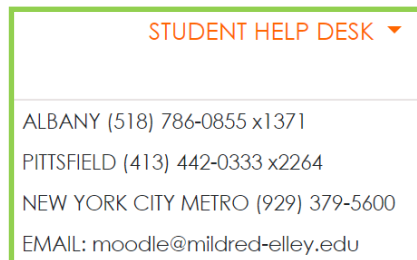 STUDENT HELP DESK
ALBANY (518) 786-0855 x1371
PITTSFIELD (413) 442-0333 x2264
NEW YORK CITY METRO (929) 379-5600
EMAIL: moodle@mildred-elley.edu